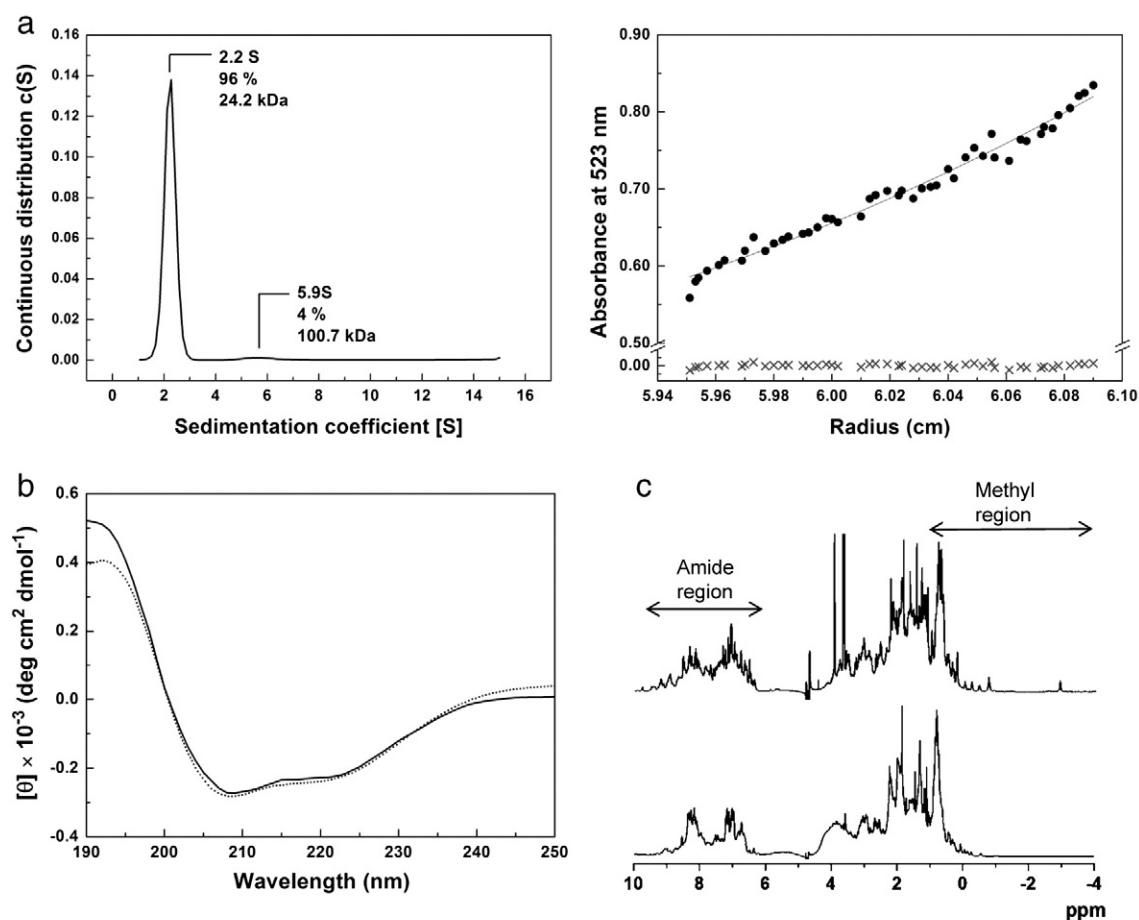 a
0.16
0.14
0.12
0.10
0.08
0.06
0.04
0.02
0.00
Continuous distribution c(S)
2.2 S
96 %
24.2 kDa
5.9S
4 %
100.7 kDa
0 2 4 6 8 10 12 14 16
Sedimentation coefficient [S]
0.90
0.80
0.70
0.60
0.50
0.00
Absorbance at 523 nm
5.94 5.96 5.98 6.00 6.02 6.04 6.06 6.08 6.10
Radius (cm)
b
0.6
0.4
0.2
0.0
-0.2
-0.4
[θ] × 10⁻³ (deg cm² dmol⁻¹)
190 200 210 220 230 240 250
Wavelength (nm)
c
Methyl
region
Amide
region
10 8 6 4 2 0 -2 -4
ppm